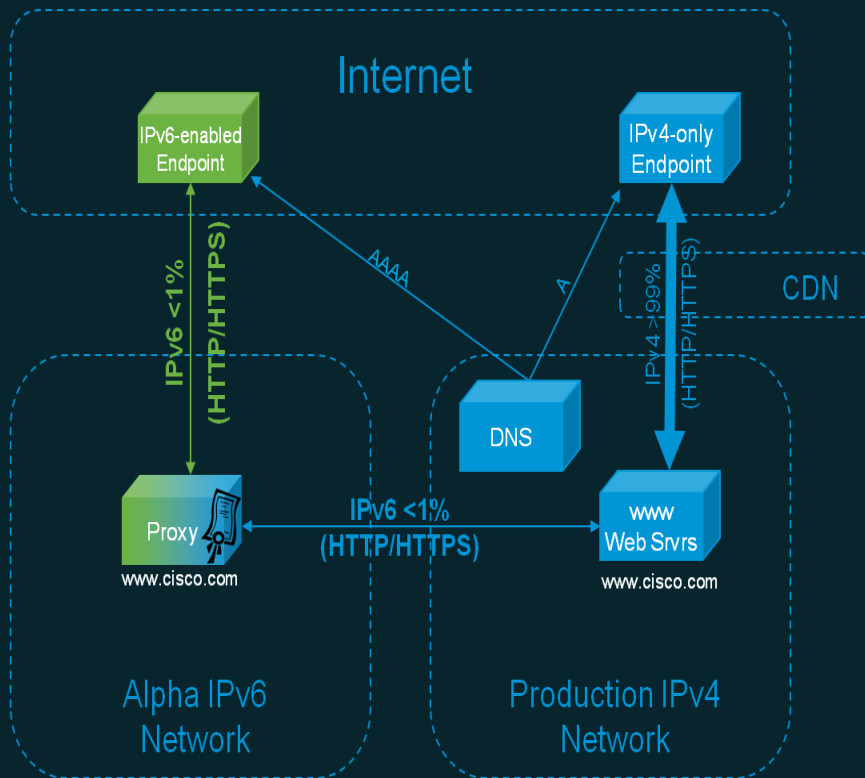 Internet
IPv6-enabled
Endpoint
IPv4-only
Endpoint
IPv6 <1%
(HTTP/HTTPS)
AAAA
A
IPv4 >99%
(HTTP/HTTPS)
CDN
DNS
Proxy
www.cisco.com
IPv6 <1%
(HTTP/HTTPS)
www
Web Srvrs
www.cisco.com
Alpha IPv6
Network
Production IPv4
Network